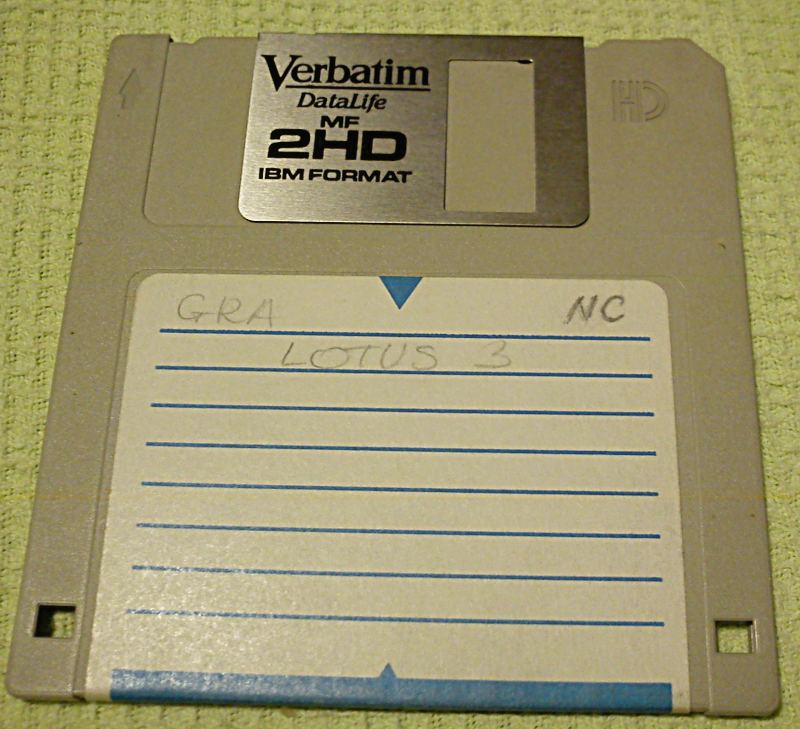 Verbatim
DataLife
MF
2HD
IBM FORMAT
HD
GRA NC
LOTUS 3